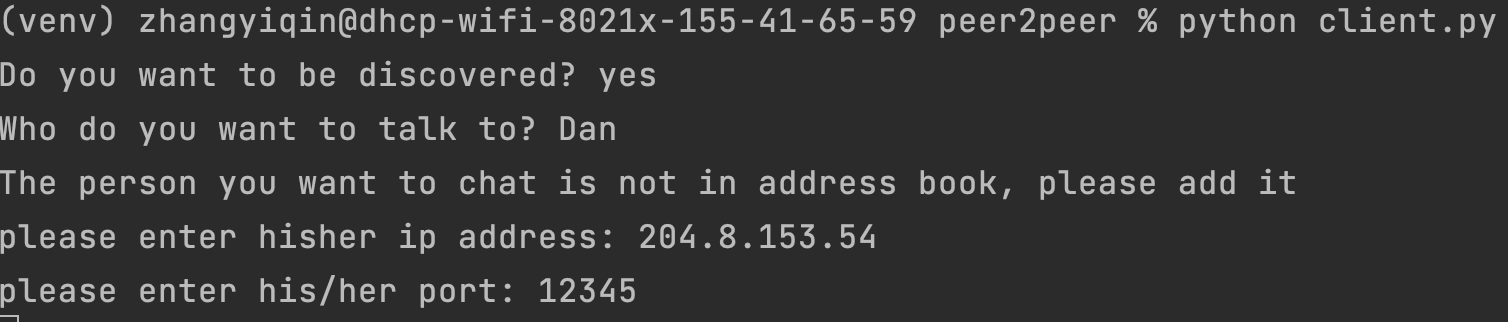 (venv) zhangyiqin@dhcp-wifi-8021x-155-41-65-59 peer2peer % python client.py
Do you want to be discovered? yes
Who do you want to talk to? Dan
The person you want to chat is not in address book, please add it
please enter hisher ip address: 204.8.153.54
please enter his/her port: 12345